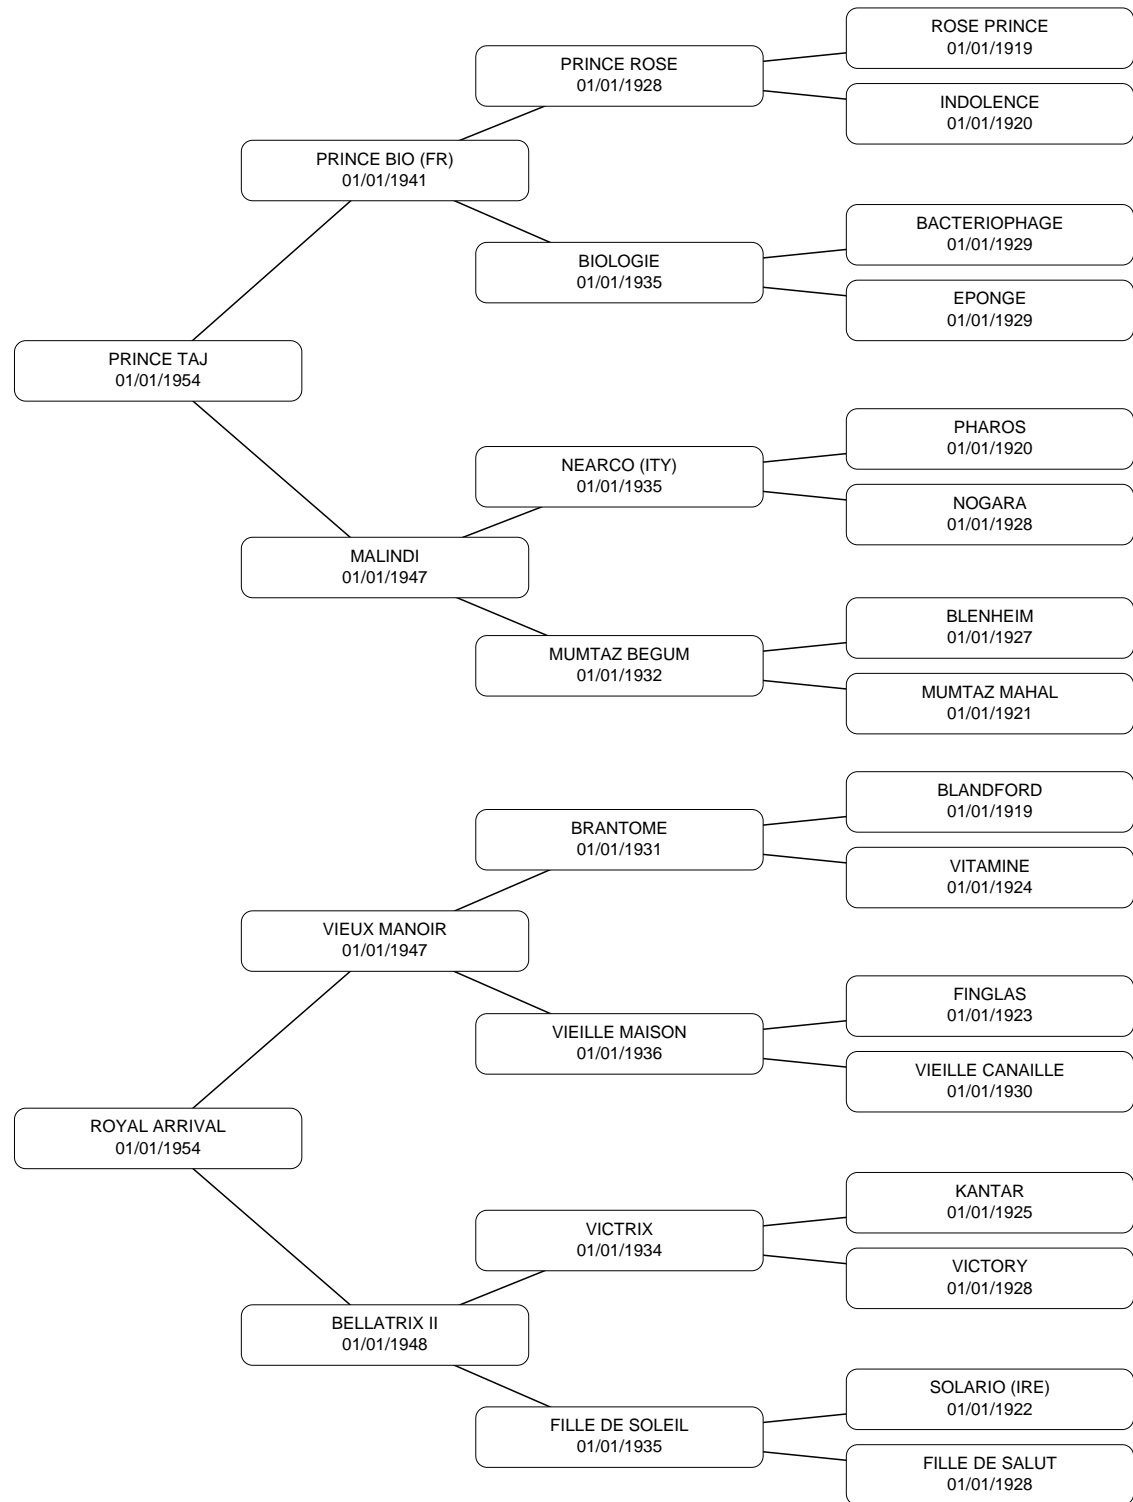 ROSE PRINCE
01/01/1919
PRINCE ROSE
01/01/1928
INDOLENCE
01/01/1920
PRINCE BIO (FR)
01/01/1941
BACTERIOPHAGE
01/01/1929
BIOLOGIE
01/01/1935
EPONGE
01/01/1929
PRINCE TAJ
01/01/1954
PHAROS
01/01/1920
NEARCO (ITY)
01/01/1935
NOGARA
01/01/1928
MALINDI
01/01/1947
BLENHEIM
01/01/1927
MUMTAZ BEGUM
01/01/1932
MUMTAZ MAHAL
01/01/1921
BLANDFORD
01/01/1919
BRANTOME
01/01/1931
VITAMINE
01/01/1924
VIEUX MANOIR
01/01/1947
FINGLAS
01/01/1923
VIEILLE MAISON
01/01/1936
VIEILLE CANAILLE
01/01/1930
ROYAL ARRIVAL
01/01/1954
KANTAR
01/01/1925
VICTRIX
01/01/1934
VICTORY
01/01/1928
BELLATRIX II
01/01/1948
SOLARIO (IRE)
01/01/1922
FILLE DE SOLEIL
01/01/1935
FILLE DE SALUT
01/01/1928